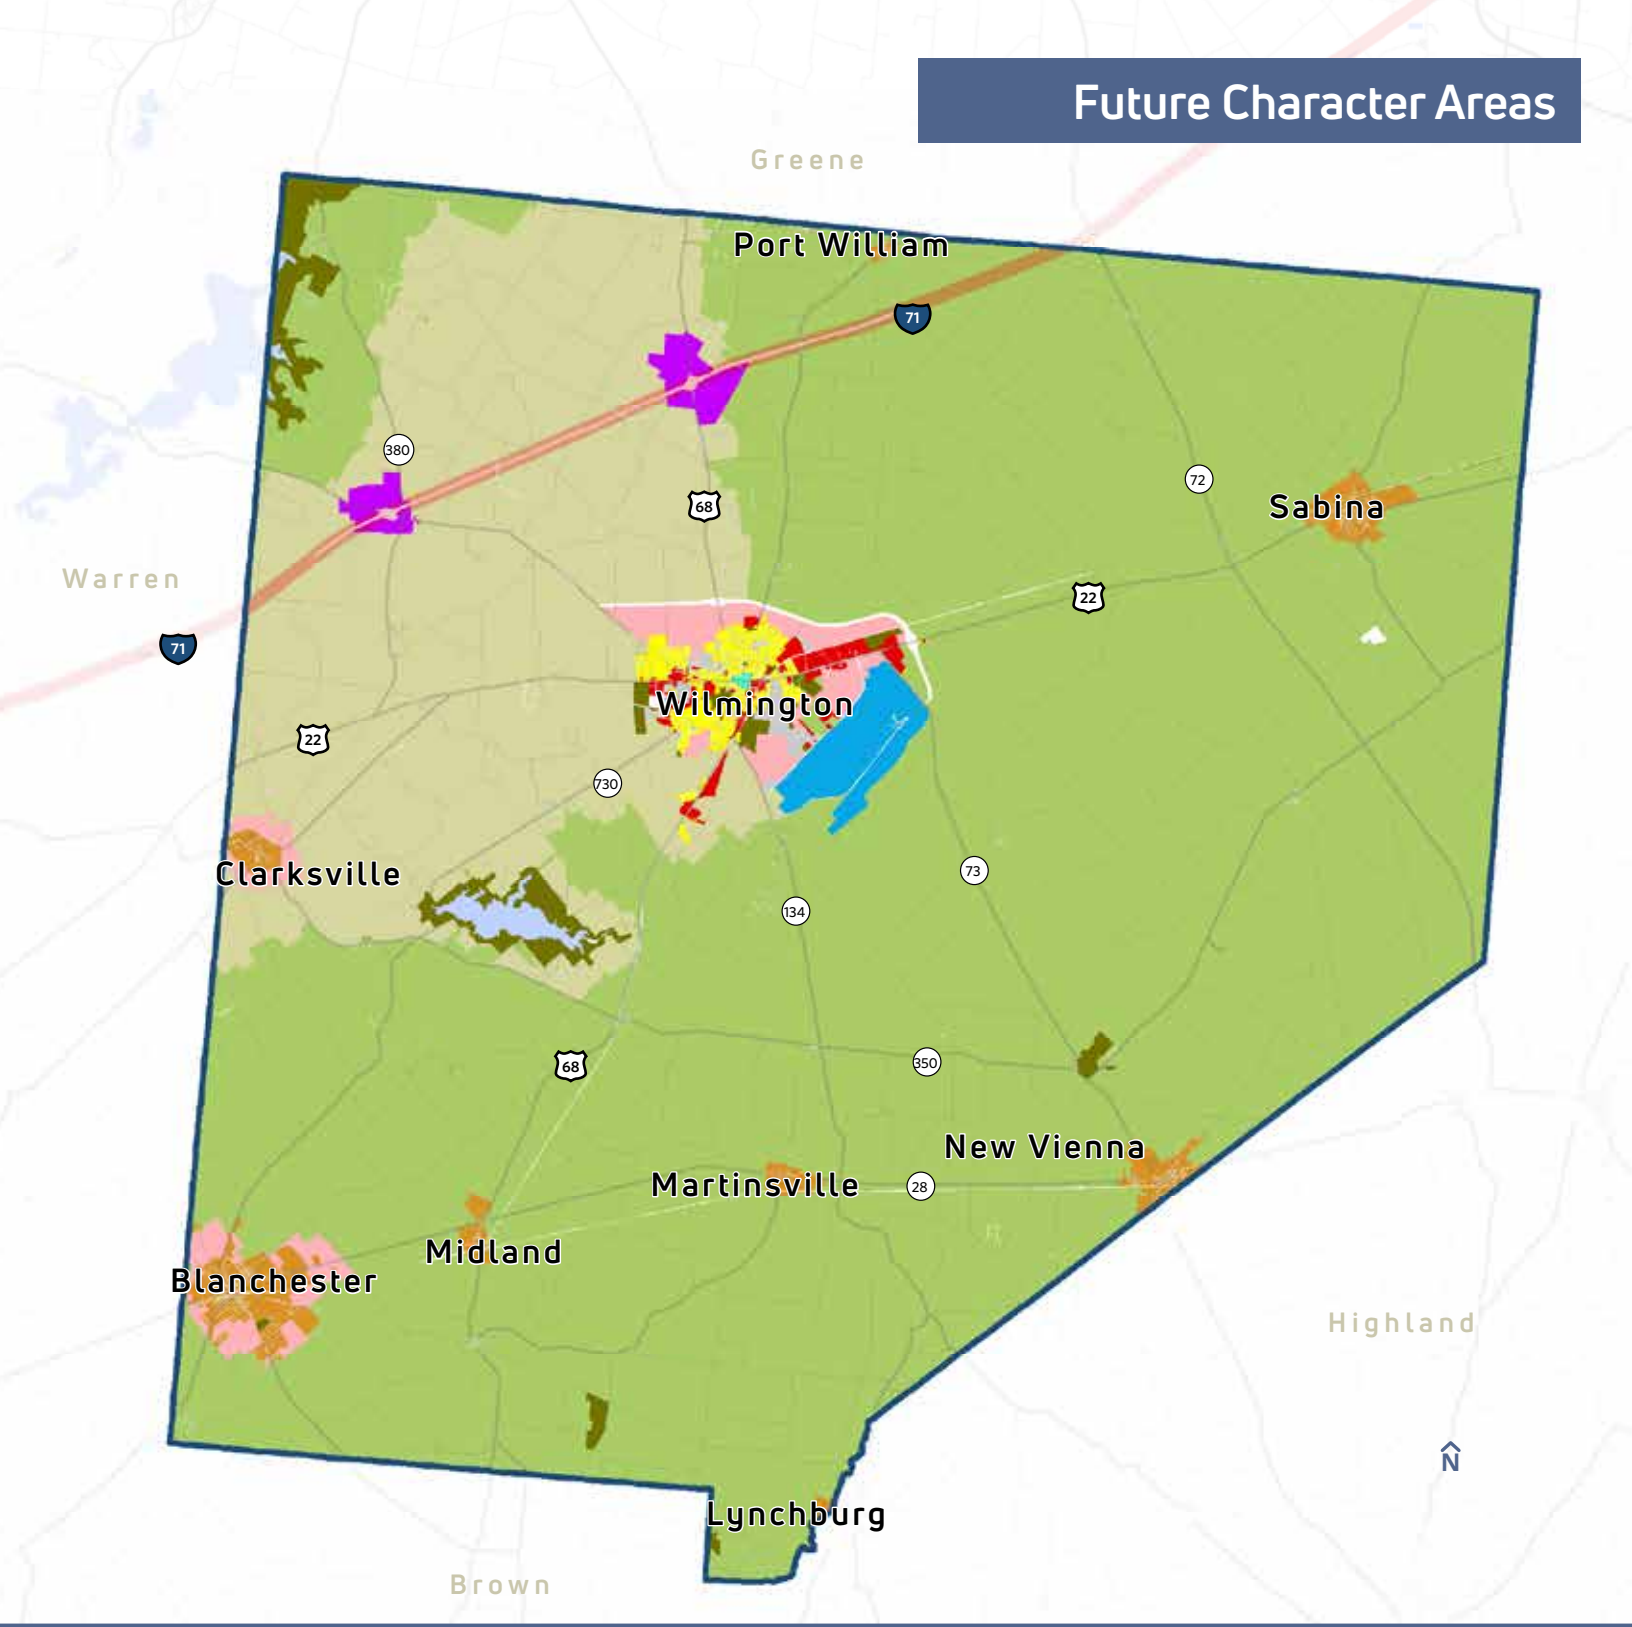 Future Character Areas
Greene
Port William
71
380
72
68
Sabina
Warren
22
71
Wilmington
22
730
Clarksville
73
134
350
68
New Vienna
Martinsville
28
Midland
Blanchester
Highland
N
Lynchburg
Brown